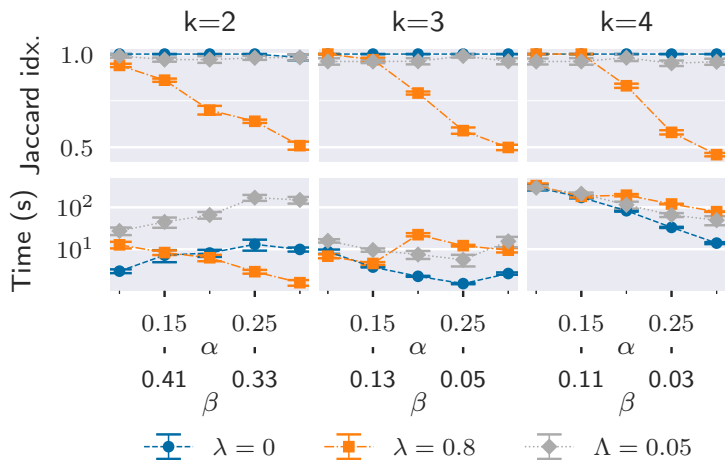 k=2 k=3 k=4
Jaccard idx.
1.0
0.5
Time (s)
10²
10¹
0.15 0.25 0.15 0.25 0.15 0.25
α α α
0.41 0.33 0.13 0.05 0.11 0.03
β β β
λ = 0 λ = 0.8 Λ = 0.05